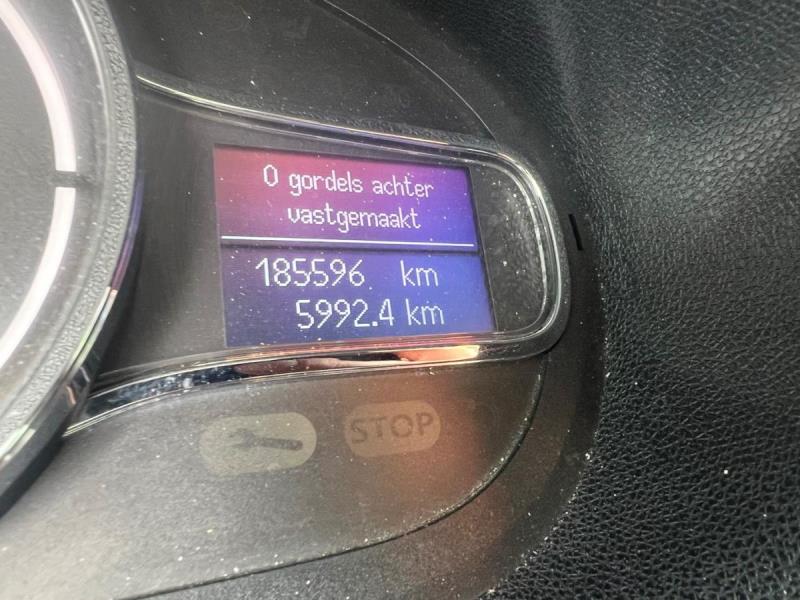 0 gordels achter
vastgemaakt
185596 km
5992.4 km
STOP